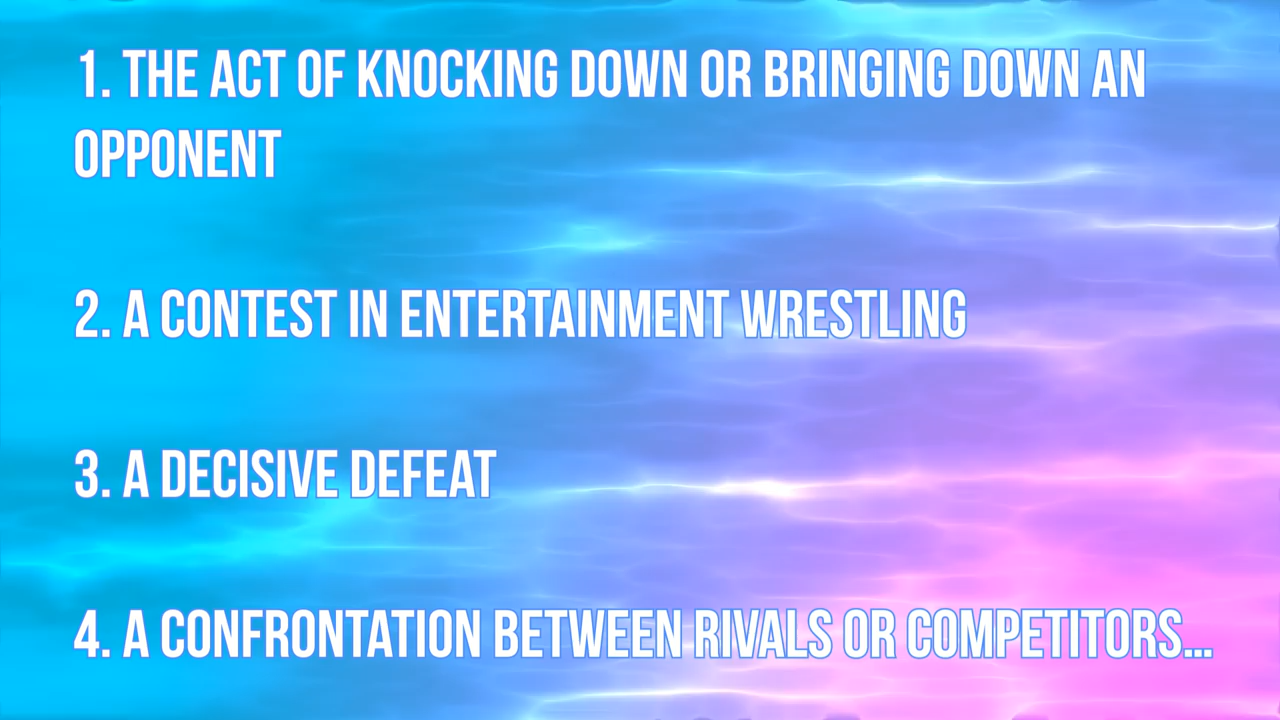 1. THE ACT OF KNOCKING DOWN OR BRINGING DOWN AN
OPPONENT
2. A CONTEST IN ENTERTAINMENT WRESTLING
3. A DECISIVE DEFEAT
4. A CONFRONTATION BETWEEN RIVALS OR COMPETITORS...